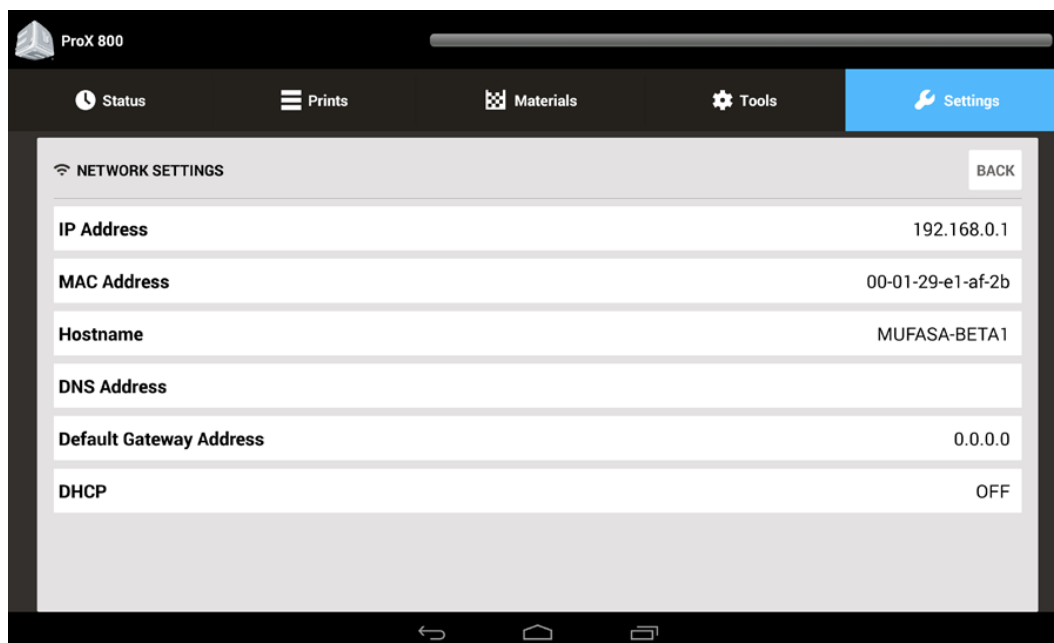 ProX 800
Status Prints Materials Tools Settings
NETWORK SETTINGS BACK
IP Address 192.168.0.1
MAC Address 00-01-29-e1-af-2b
Hostname MUFASA-BETA1
DNS Address
Default Gateway Address 0.0.0.0
DHCP OFF